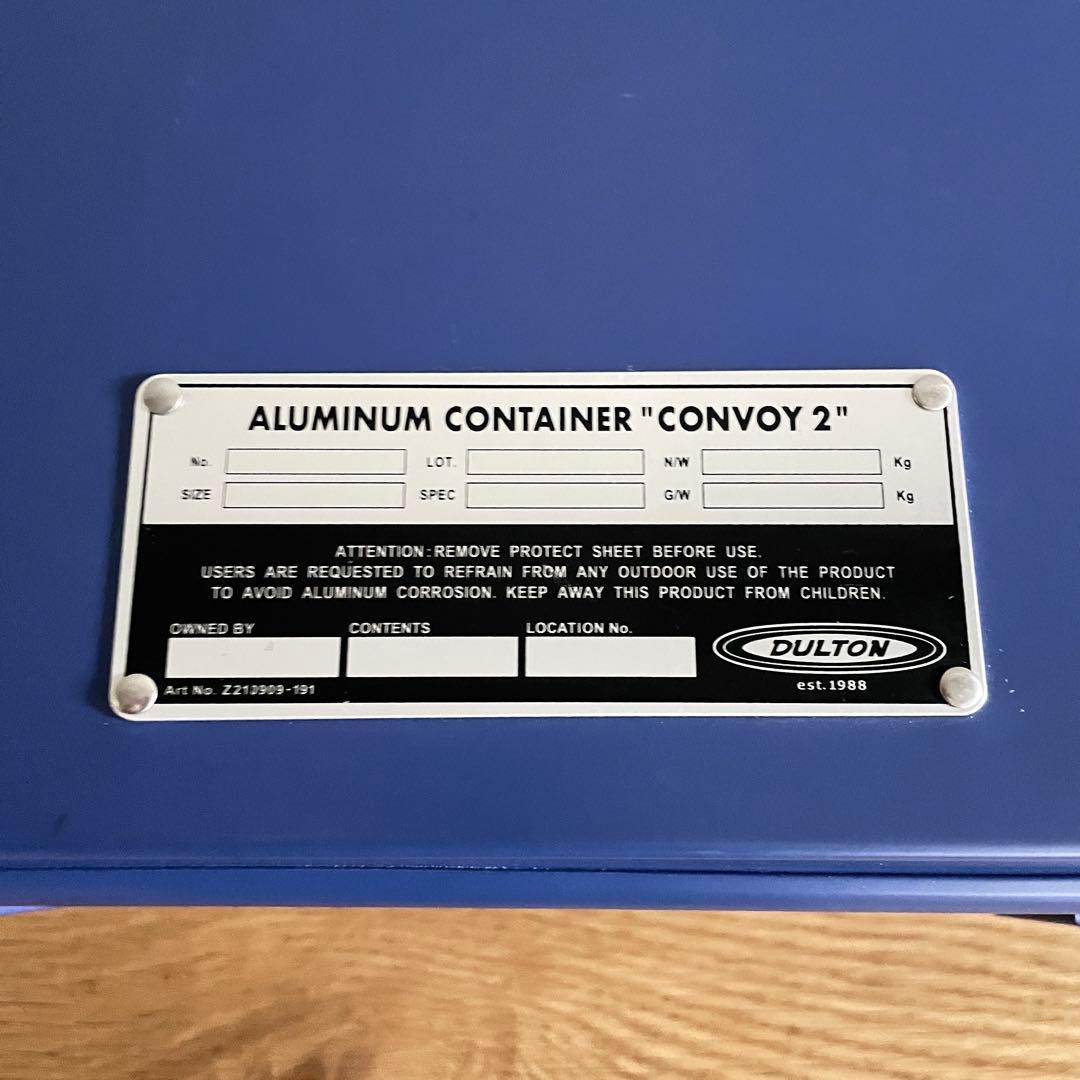 ALUMINUM CONTAINER "CONVOY 2"
No. LOT. N/W Kg
SIZE SPEC G/W Kg
ATTENTION:REMOVE PROTECT SHEET BEFORE USE.
USERS ARE REQUESTED TO REFRAIN FROM ANY OUTDOOR USE OF THE PRODUCT
TO AVOID ALUMINUM CORROSION. KEEP AWAY THIS PRODUCT FROM CHILDREN.
OWNED BY CONTENTS LOCATION No.
DULTON
Art No. Z210909-191
est.1988